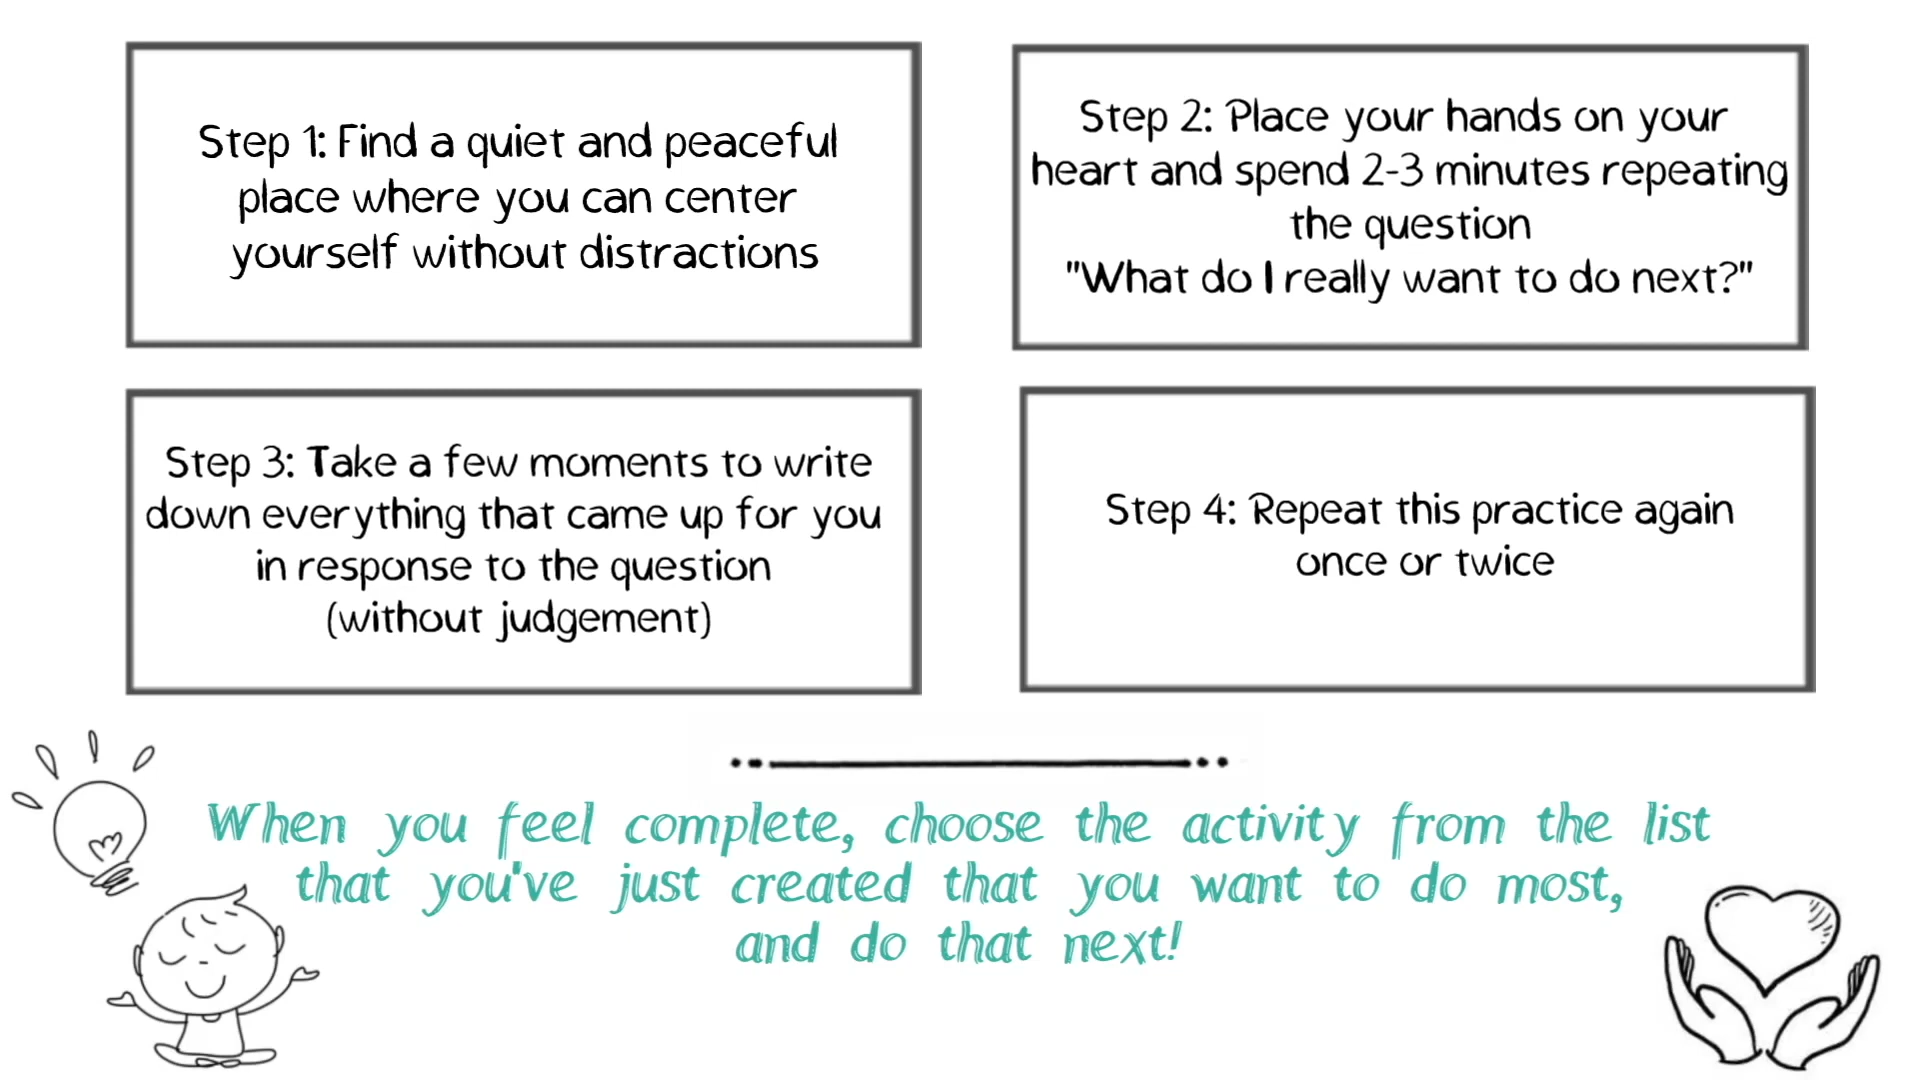 Step 1: Find a quiet and peaceful
place where you can center
yourself without distractions
Step 2: Place your hands on your
heart and spend 2-3 minutes repeating
the question
"What do I really want to do next?"
Step 3: Take a few moments to write
down everything that came up for you
in response to the question
(without judgement)
Step 4: Repeat this practice again
once or twice
When you feel complete, choose the activity from the list
that you've just created that you want to do most,
and do that next!